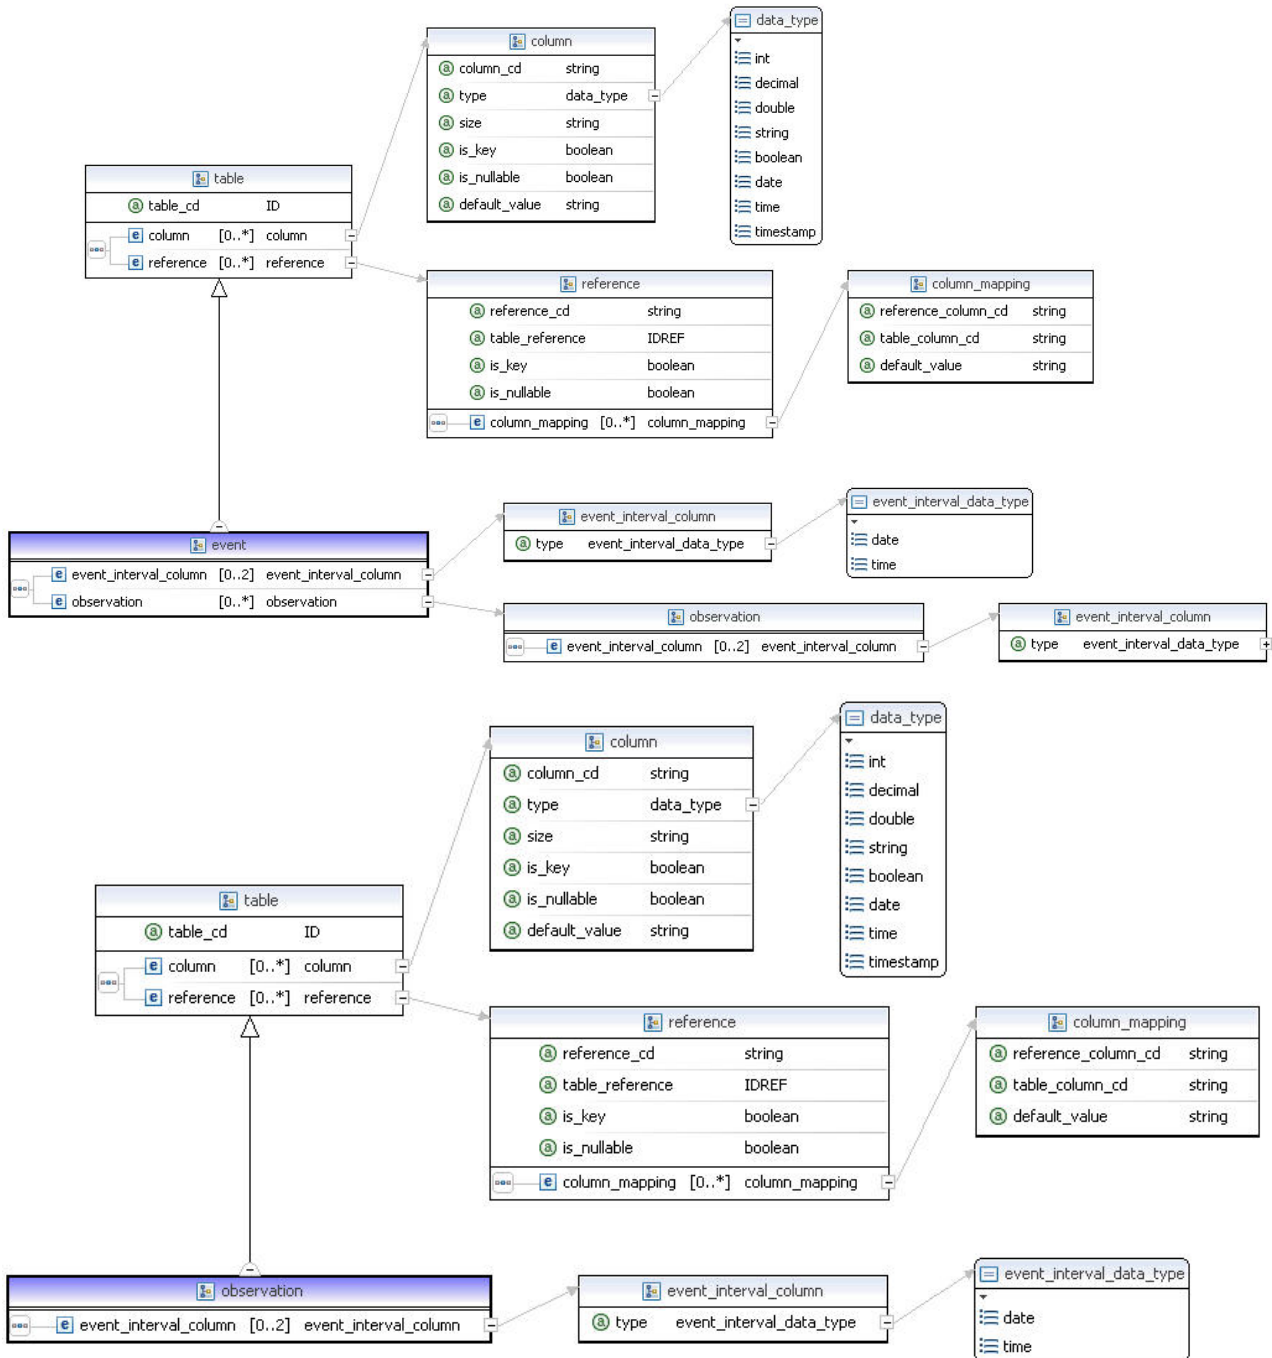 data_type
int
decimal
double
string
boolean
date
time
timestamp
column
column_cd string
type data_type
size string
is_key boolean
is_nullable boolean
default_value string
table
table_cd ID
column [0..*] column
reference [0..*] reference
reference
reference_cd string
table_reference IDREF
is_key boolean
is_nullable boolean
column_mapping [0..*] column_mapping
column_mapping
reference_column_cd string
table_column_cd string
default_value string
event
event_interval_column [0..2] event_interval_column
observation [0..*] observation
event_interval_column
type event_interval_data_type
event_interval_data_type
date
time
observation
event_interval_column [0..2] event_interval_column
event_interval_column
type event_interval_data_type
data_type
int
decimal
double
string
boolean
date
time
timestamp
column
column_cd string
type data_type
size string
is_key boolean
is_nullable boolean
default_value string
table
table_cd ID
column [0..*] column
reference [0..*] reference
reference
reference_cd string
table_reference IDREF
is_key boolean
is_nullable boolean
column_mapping [0..*] column_mapping
column_mapping
reference_column_cd string
table_column_cd string
default_value string
observation
event_interval_column [0..2] event_interval_column
event_interval_column
type event_interval_data_type
event_interval_data_type
date
time